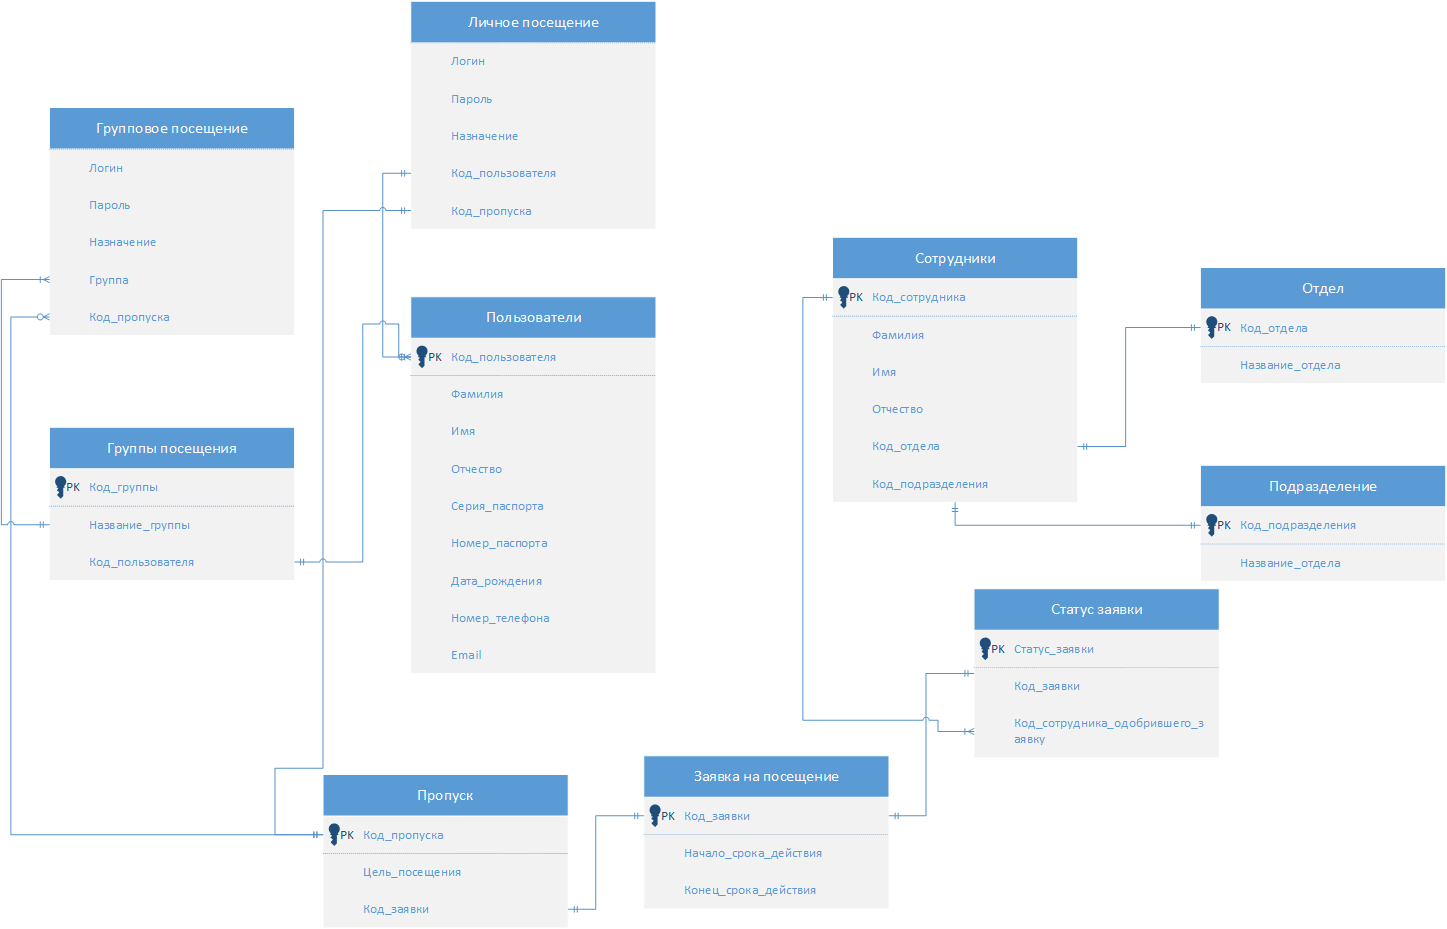 Личное посещение
Логин
Пароль
Назначение
Код_пользователя
Код_пропуска
Групповое посещение
Логин
Пароль
Назначение
Группа
Код_пропуска
Пользователи
PK Код_пользователя
Фамилия
Имя
Отчество
Серия_паспорта
Номер_паспорта
Дата_рождения
Номер_телефона
Email
Группы посещения
PK Код_группы
Название_группы
Код_пользователя
Сотрудники
PK Код_сотрудника
Фамилия
Имя
Отчество
Код_отдела
Код_подразделения
Отдел
PK Код_отдела
Название_отдела
Подразделение
PK Код_подразделения
Название_отдела
Статус заявки
PK Статус_заявки
Код_заявки
Код_сотрудника_одобрившего_з
аявку
Заявка на посещение
PK Код_заявки
Начало_срока_действия
Конец_срока_действия
Пропуск
PK Код_пропуска
Цель_посещения
Код_заявки